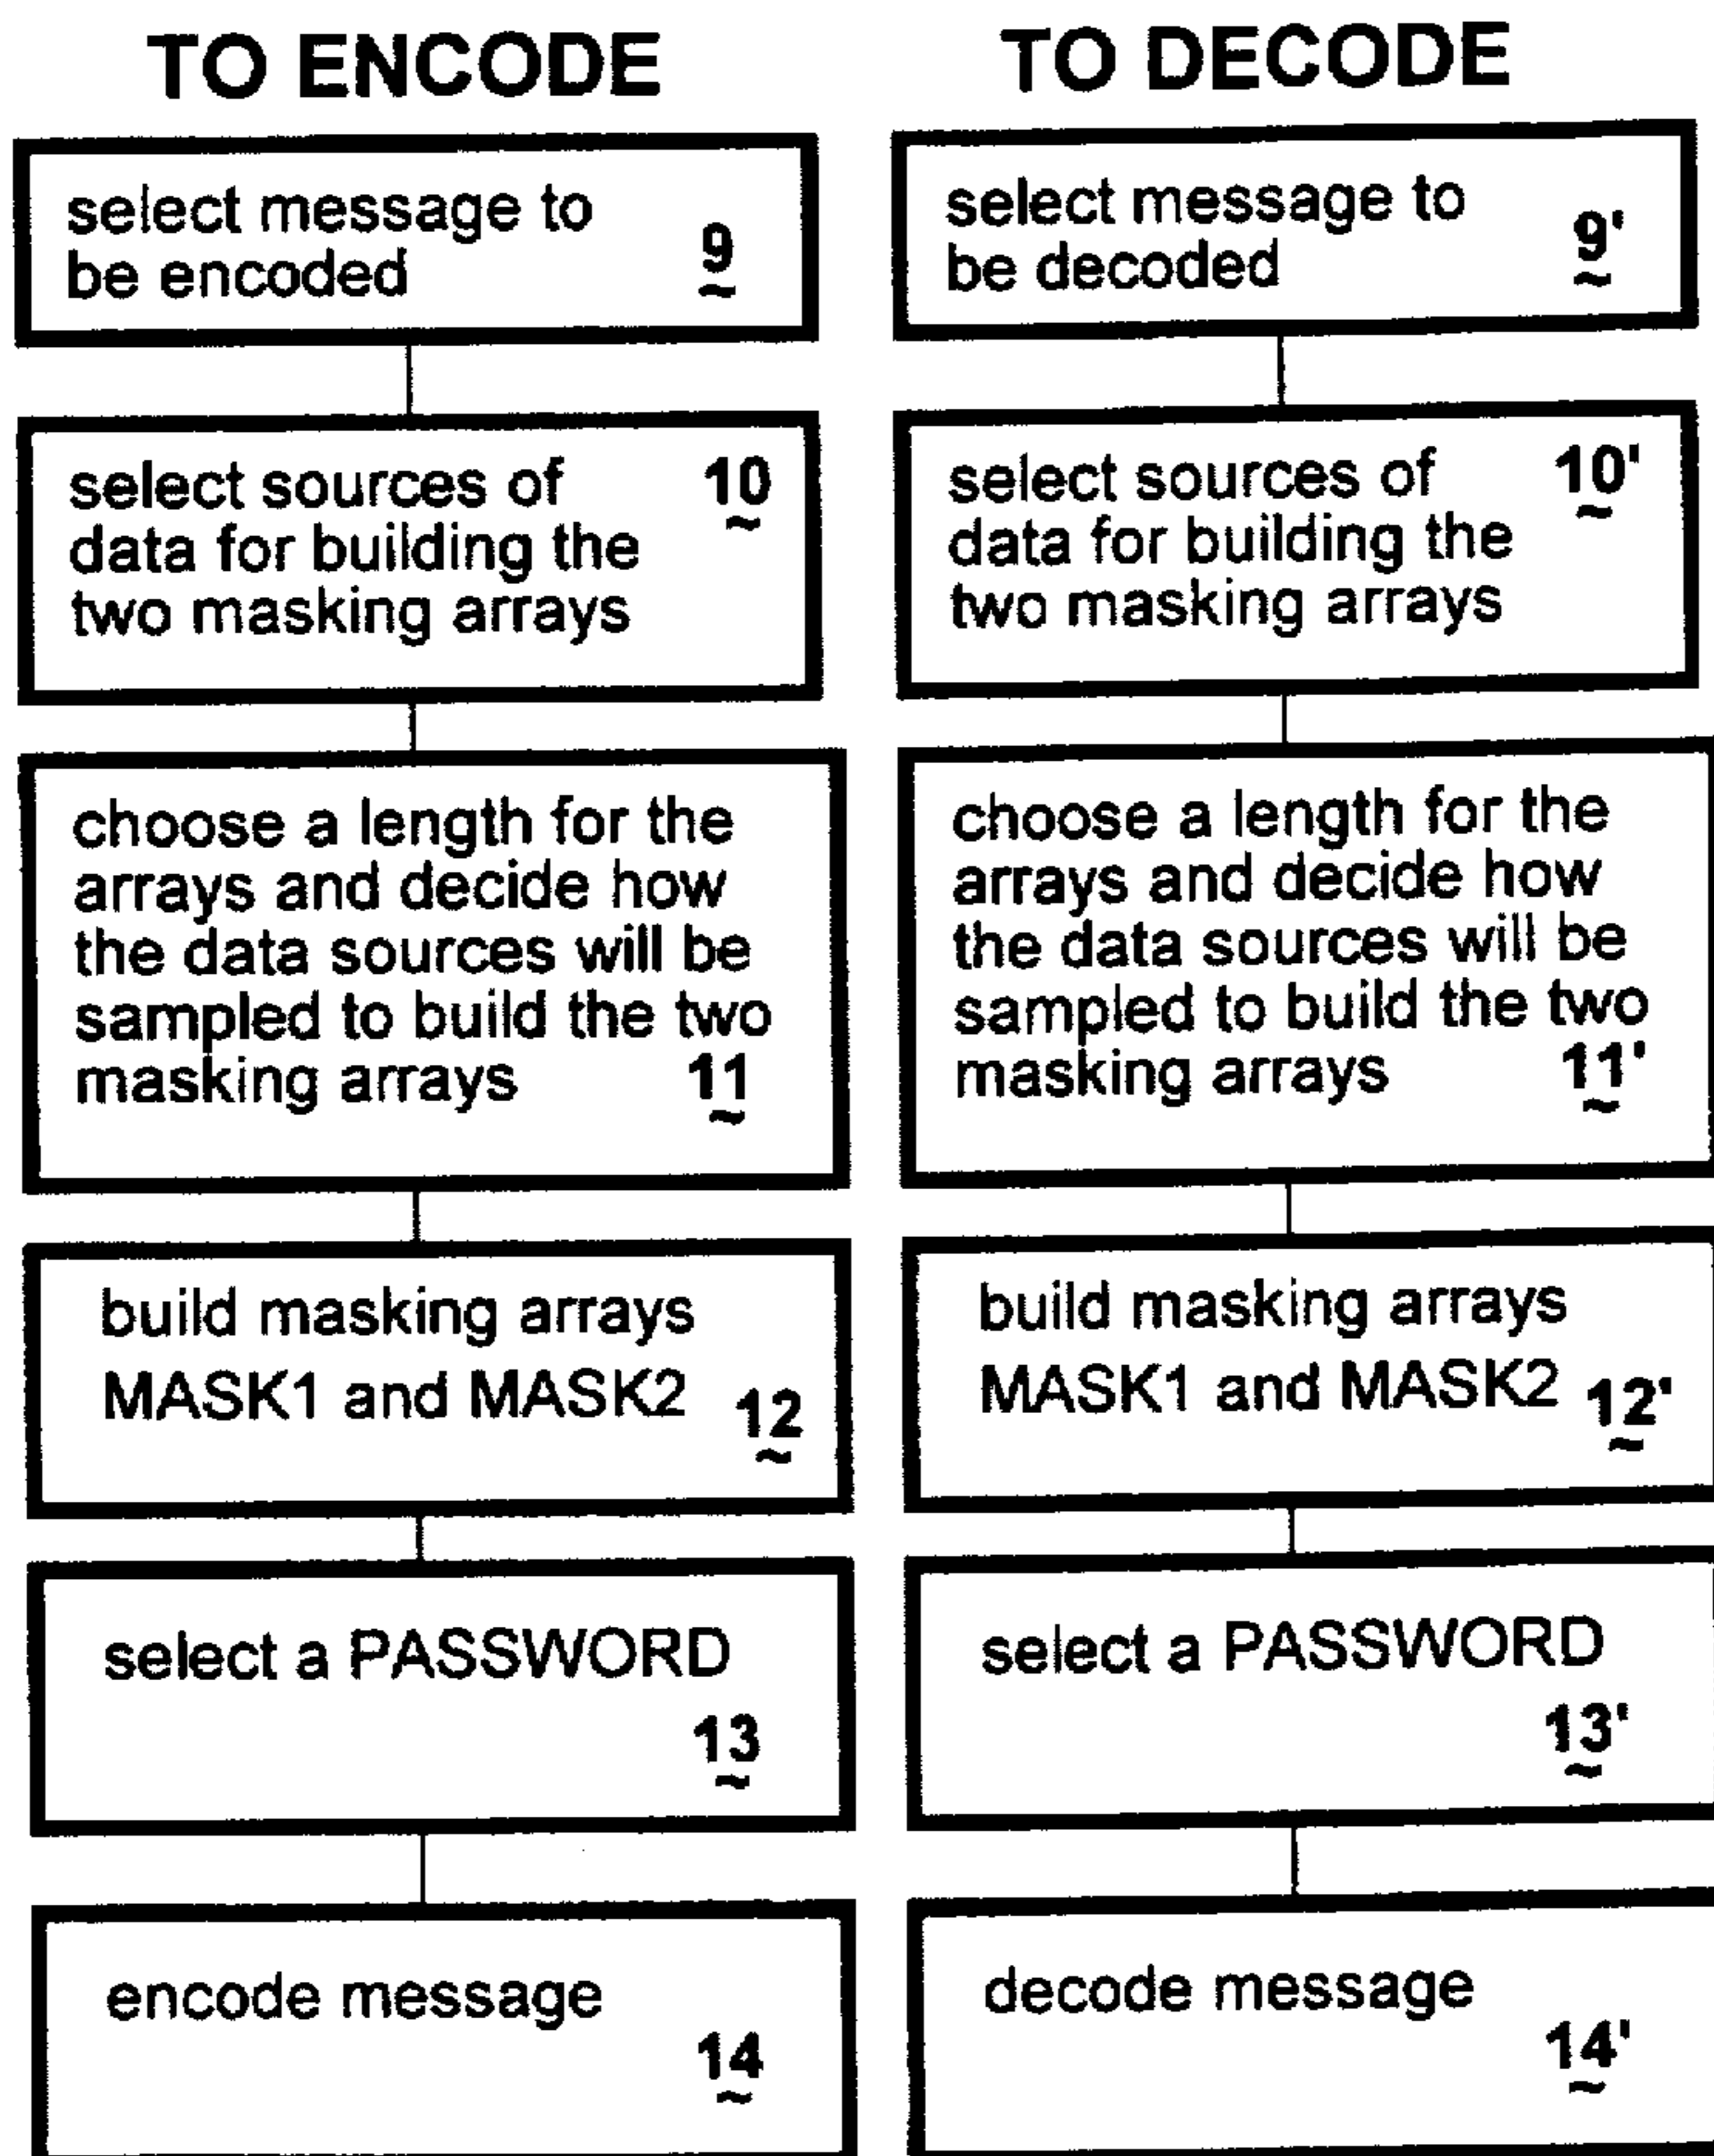 TO ENCODE
select message to
be encoded 9
select sources of 10
data for building the
two masking arrays
choose a length for the
arrays and decide how
the data sources will be
sampled to build the two
masking arrays 11
build masking arrays
MASK1 and MASK2 12
select a PASSWORD
13
encode message
14
TO DECODE
select message to
be decoded 9'
select sources of 10'
data for building the
two masking arrays
choose a length for the
arrays and decide how
the data sources will be
sampled to build the two
masking arrays 11'
build masking arrays
MASK1 and MASK2 12'
select a PASSWORD
13'
decode message
14'